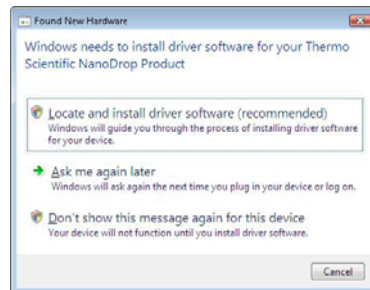 Found New Hardware
Windows needs to install driver software for your Thermo
Scientific NanoDrop Product
Locate and install driver software (recommended)
Windows will guide you through the process of installing driver software
for your device.
Ask me again later
Windows will ask again the next time you plug in your device or log on.
Don't show this message again for this device
Your device will not function until you install driver software.
Cancel